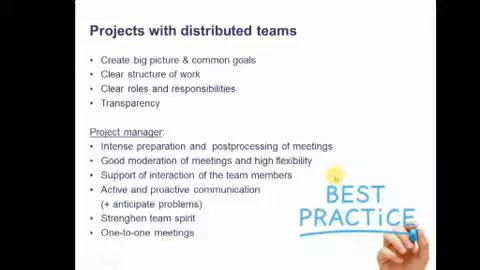 Projects with distributed teams
• Create big picture & common goals
• Clear structure of work
• Clear roles and responsibilities
• Transparency
Project manager:
• Intense preparation and postprocessing of meetings
• Good moderation of meetings and high flexibility
• Support of interaction of the team members
• Active and proactive communication
(+ anticipate problems)
• Strengthen team spirit
• One-to-one meetings
BEST
PRACTiCE